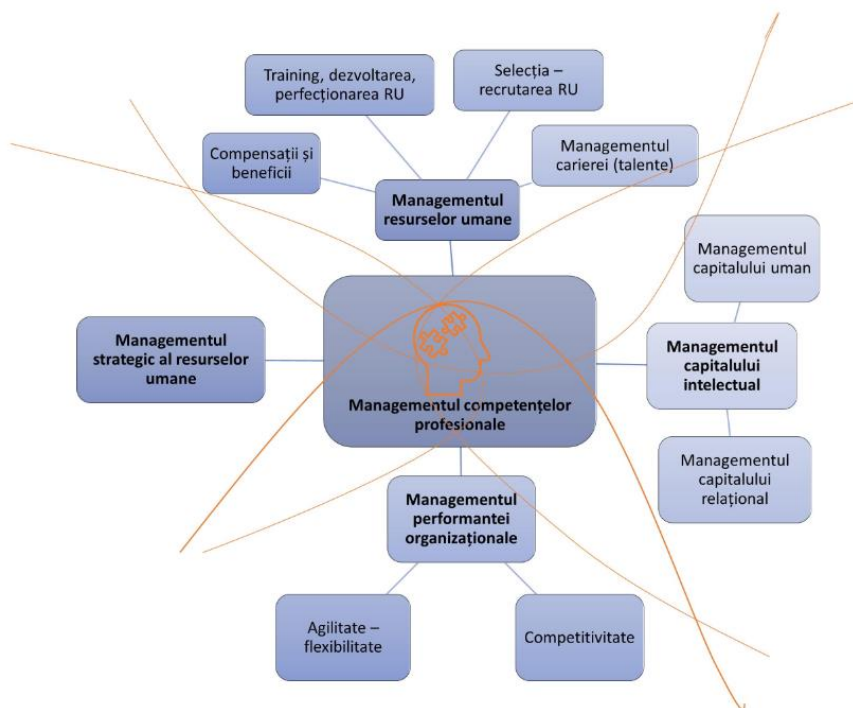 Training, dezvoltarea,
perfecționarea RU
Selecția –
recrutarea RU
Compensații și
beneficii
Managementul
carierei (talente)
Managementul
resurselor umane
Managementul
capitalului uman
Managementul
strategic al resurselor
umane
Managementul
capitalului
intelectual
Managementul competențelor
profesionale
Managementul
capitalului
relațional
Managementul
performantei
organizaționale
Agilitate –
flexibilitate
Competitivitate